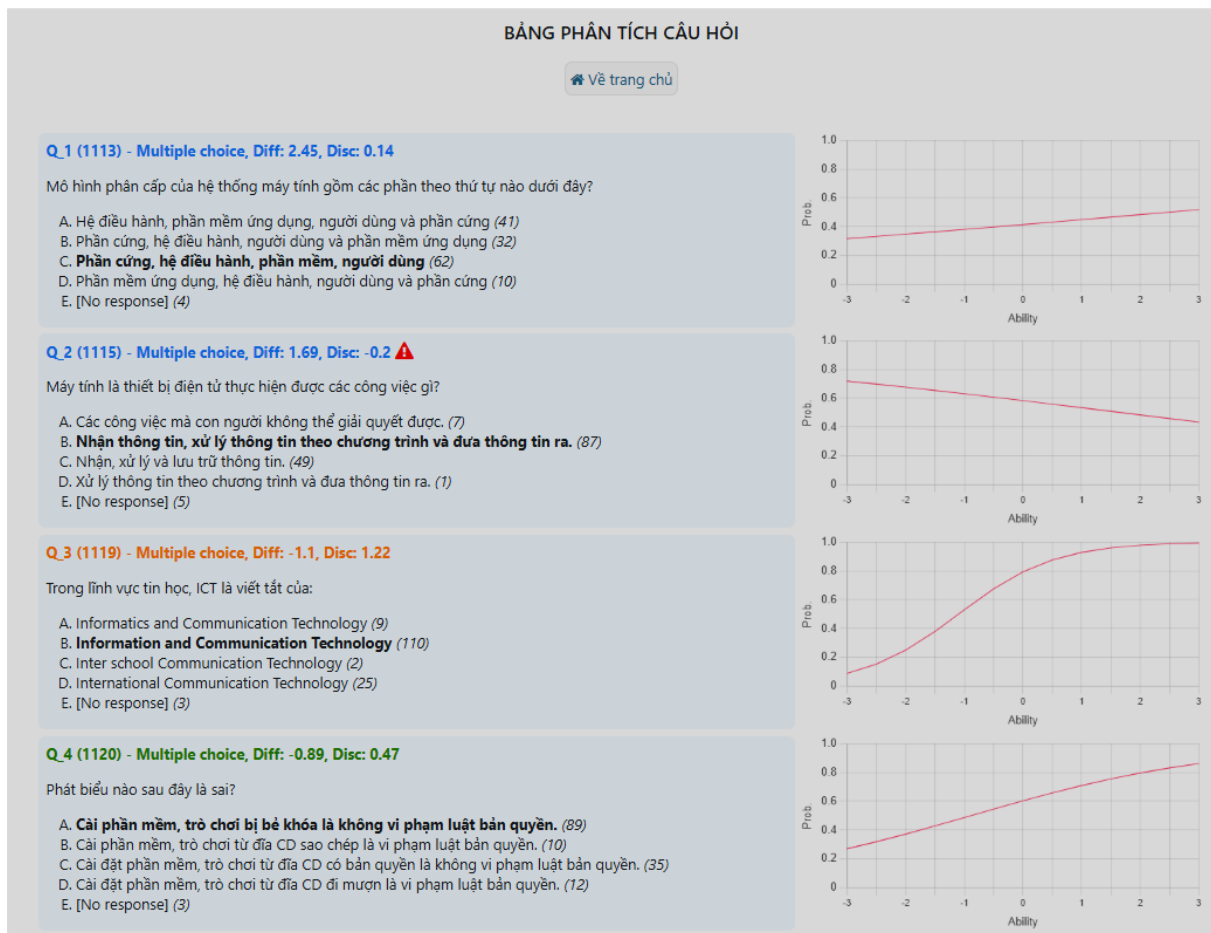 BẢNG PHÂN TÍCH CÂU HỎI
Về trang chủ
Q_1 (1113) - Multiple choice, Diff: 2.45, Disc: 0.14
Mô hình phân cấp của hệ thống máy tính gồm các phần theo thứ tự nào dưới đây?
A. Hệ điều hành, phần mềm ứng dụng, người dùng và phần cứng (41)
B. Phần cứng, hệ điều hành, người dùng và phần mềm ứng dụng (32)
C. Phần cứng, hệ điều hành, phần mềm, người dùng (62)
D. Phần mềm ứng dụng, hệ điều hành, người dùng và phần cứng (10)
E. [No response] (4)
1.0
0.8
0.6
0.4
0.2
0
Prob.
-3 -2 -1 0 1 2 3
Ability
Q_2 (1115) - Multiple choice, Diff: 1.69, Disc: -0.2
Máy tính là thiết bị điện tử thực hiện được các công việc gì?
A. Các công việc mà con người không thể giải quyết được. (7)
B. Nhận thông tin, xử lý thông tin theo chương trình và đưa thông tin ra. (87)
C. Nhận, xử lý và lưu trữ thông tin. (49)
D. Xử lý thông tin theo chương trình và đưa thông tin ra. (1)
E. [No response] (5)
1.0
0.8
0.6
0.4
0.2
0
Prob.
-3 -2 -1 0 1 2 3
Ability
Q_3 (1119) - Multiple choice, Diff: -1.1, Disc: 1.22
Trong lĩnh vực tin học, ICT là viết tắt của:
A. Informatics and Communication Technology (9)
B. Information and Communication Technology (110)
C. Inter school Communication Technology (2)
D. International Communication Technology (25)
E. [No response] (3)
1.0
0.8
0.6
0.4
0.2
0
Prob.
-3 -2 -1 0 1 2 3
Ability
Q_4 (1120) - Multiple choice, Diff: -0.89, Disc: 0.47
Phát biểu nào sau đây là sai?
A. Cài phần mềm, trò chơi bị bẻ khóa là không vi phạm luật bản quyền. (89)
B. Cài phần mềm, trò chơi từ đĩa CD sao chép là vi phạm luật bản quyền. (10)
C. Cài đặt phần mềm, trò chơi từ đĩa CD có bản quyền là không vi phạm luật bản quyền. (35)
D. Cài đặt phần mềm, trò chơi từ đĩa CD đi mượn là vi phạm luật bản quyền. (12)
E. [No response] (3)
1.0
0.8
0.6
0.4
0.2
0
Prob.
-3 -2 -1 0 1 2 3
Ability